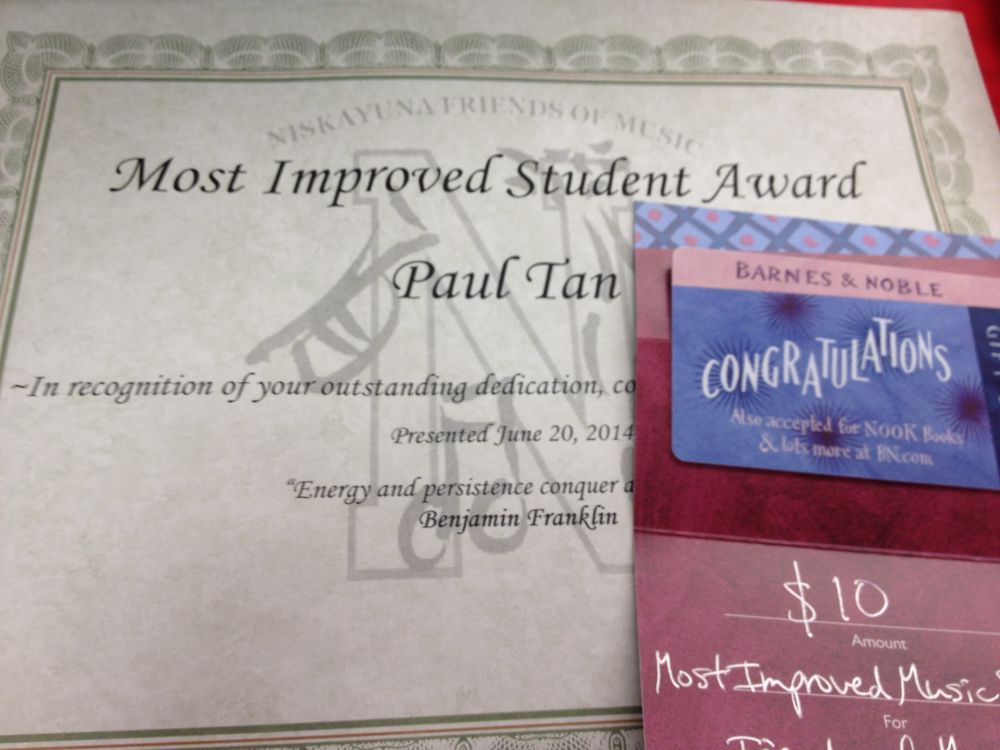 NISKAYUNA FRIENDS OF MUSIC
Most Improved Student Award
Paul Tan
~In recognition of your outstanding dedication, co
Presented June 20, 2014
"Energy and persistence conquer a
Benjamin Franklin
BARNES & NOBLE
CONGRATULATIONS
Also accepted for NOOK Books
& lots more at BN.com
$10
Amount
Most Improved Music
For